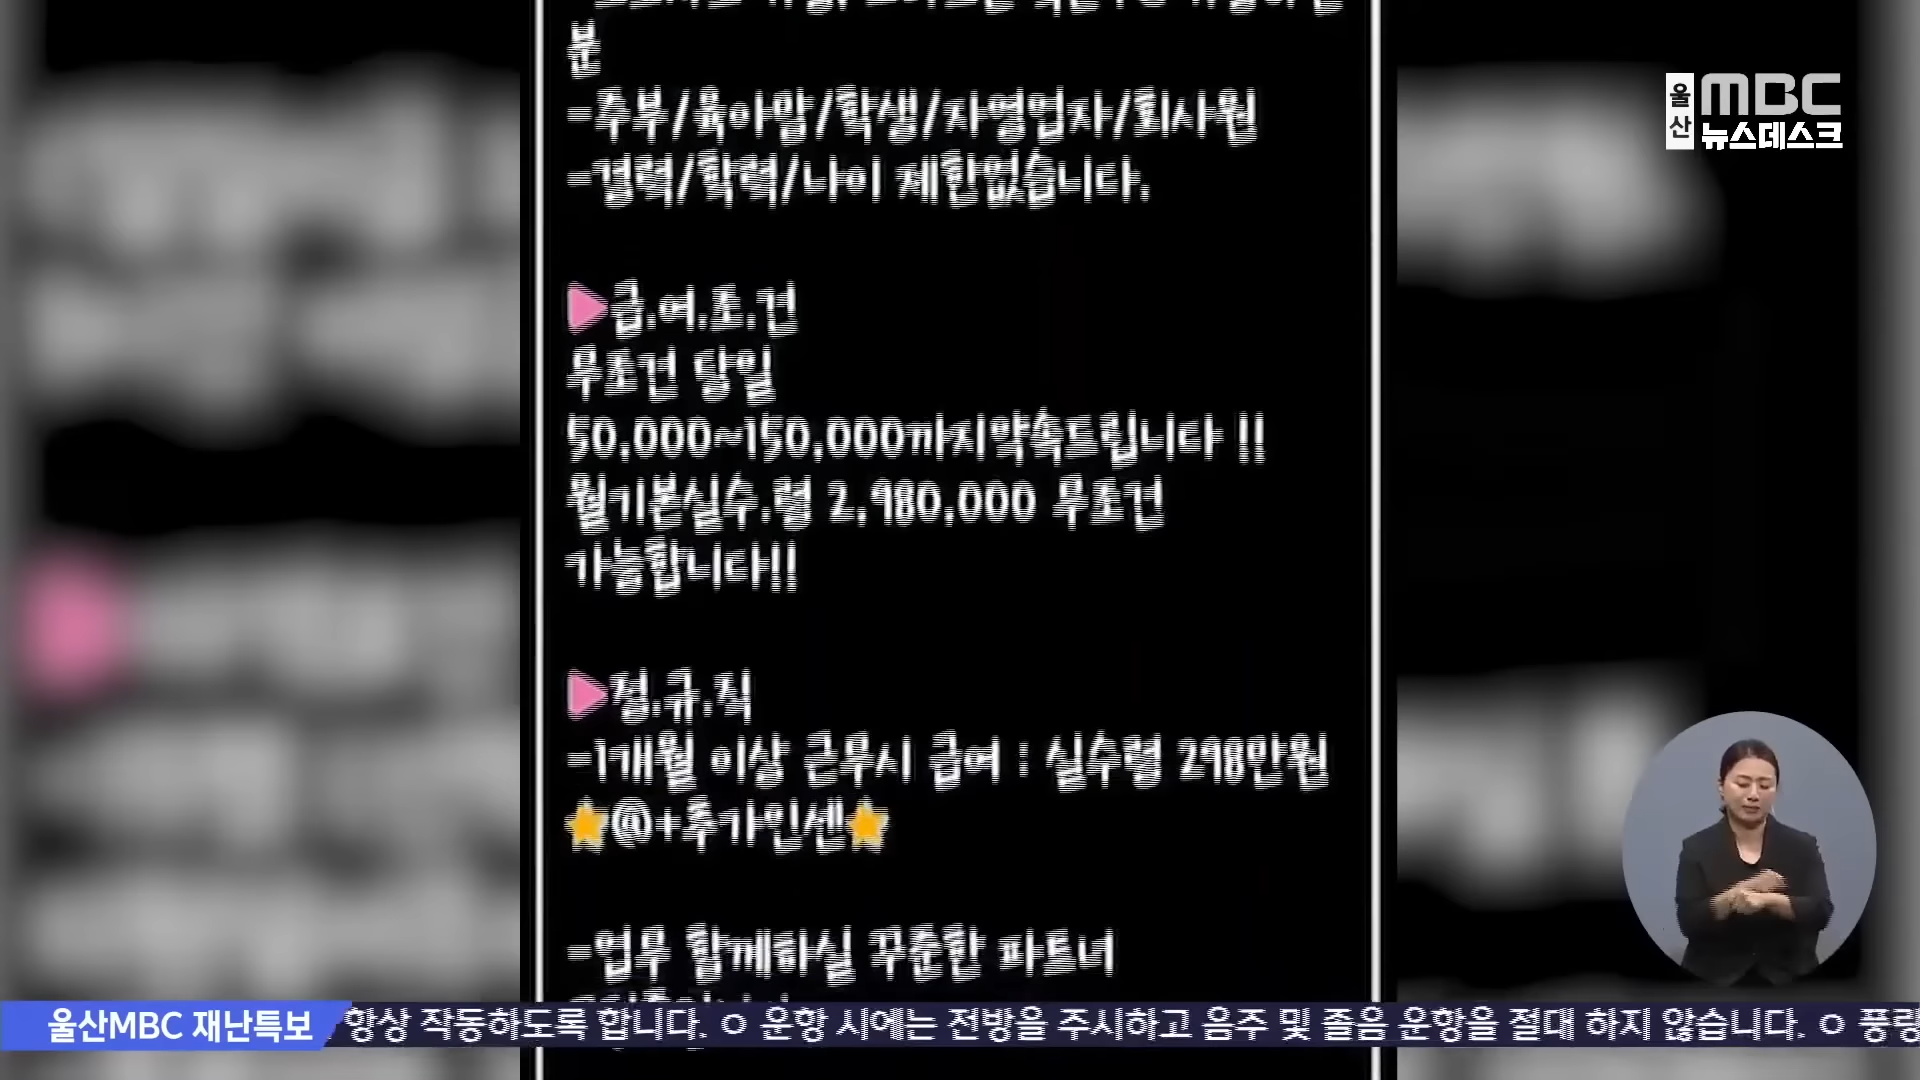 분
-주부/육아맘/학생/자영업자/회사원
-경력/학력/나이 제한없습니다.
▶급.여.조.건
무조건 당일
50,000~150,000까지약속드립니다 !!
월기본실수.령 2,980,000 무조건
가능합니다!!
▶정.규.직
-1개월 이상 근무시 급여 : 실수령 298만원
⭐@+추가인센⭐
-업무 함께하실 꾸준한 파트너
울산 MBC
뉴스데스크
울산MBC 재난특보 항상 작동하도록 합니다. ㅇ 운항 시에는 전방을 주시하고 음주 및 졸음 운항을 절대 하지 않습니다. ㅇ 풍랑